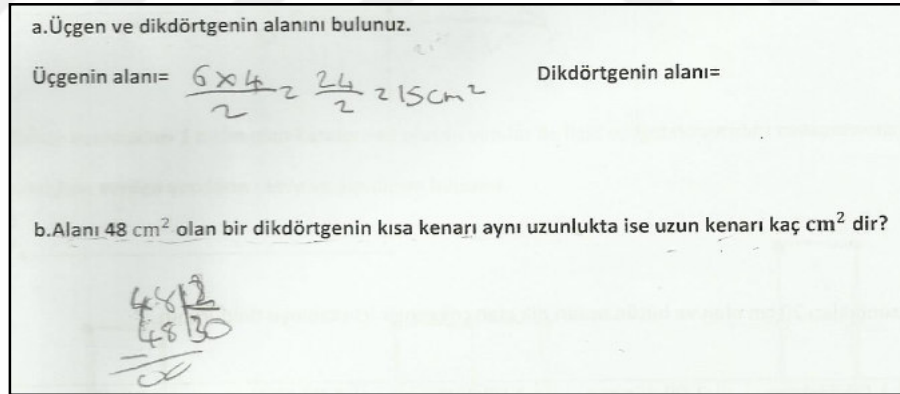 a.Üçgen ve dikdörtgenin alanını bulunuz.
Üçgenin alanı= 6x4/2 = 24/2 = 15cm² Dikdörtgenin alanı=
b.Alanı 48 cm² olan bir dikdörtgenin kısa kenarı aynı uzunlukta ise uzun kenarı kaç cm² dir?
48 2
48 30
00